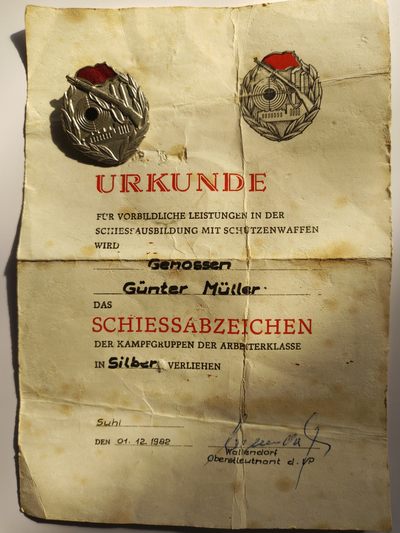 URKUNDE
FÜR VORBILDLICHE LEISTUNGEN IN DER
SCHIESSAUSBILDUNG MIT SCHÜTZENWAFFEN
WIRD
Genossen
Günter Müller
DAS
SCHIESSABZEICHEN
DER KAMPFGRUPPEN DER ARBEITERKLASSE
IN Silber VERLIEHEN
Suhl
DEN 01.12.1982
Wallendorf
Oberstleutnant d. VP